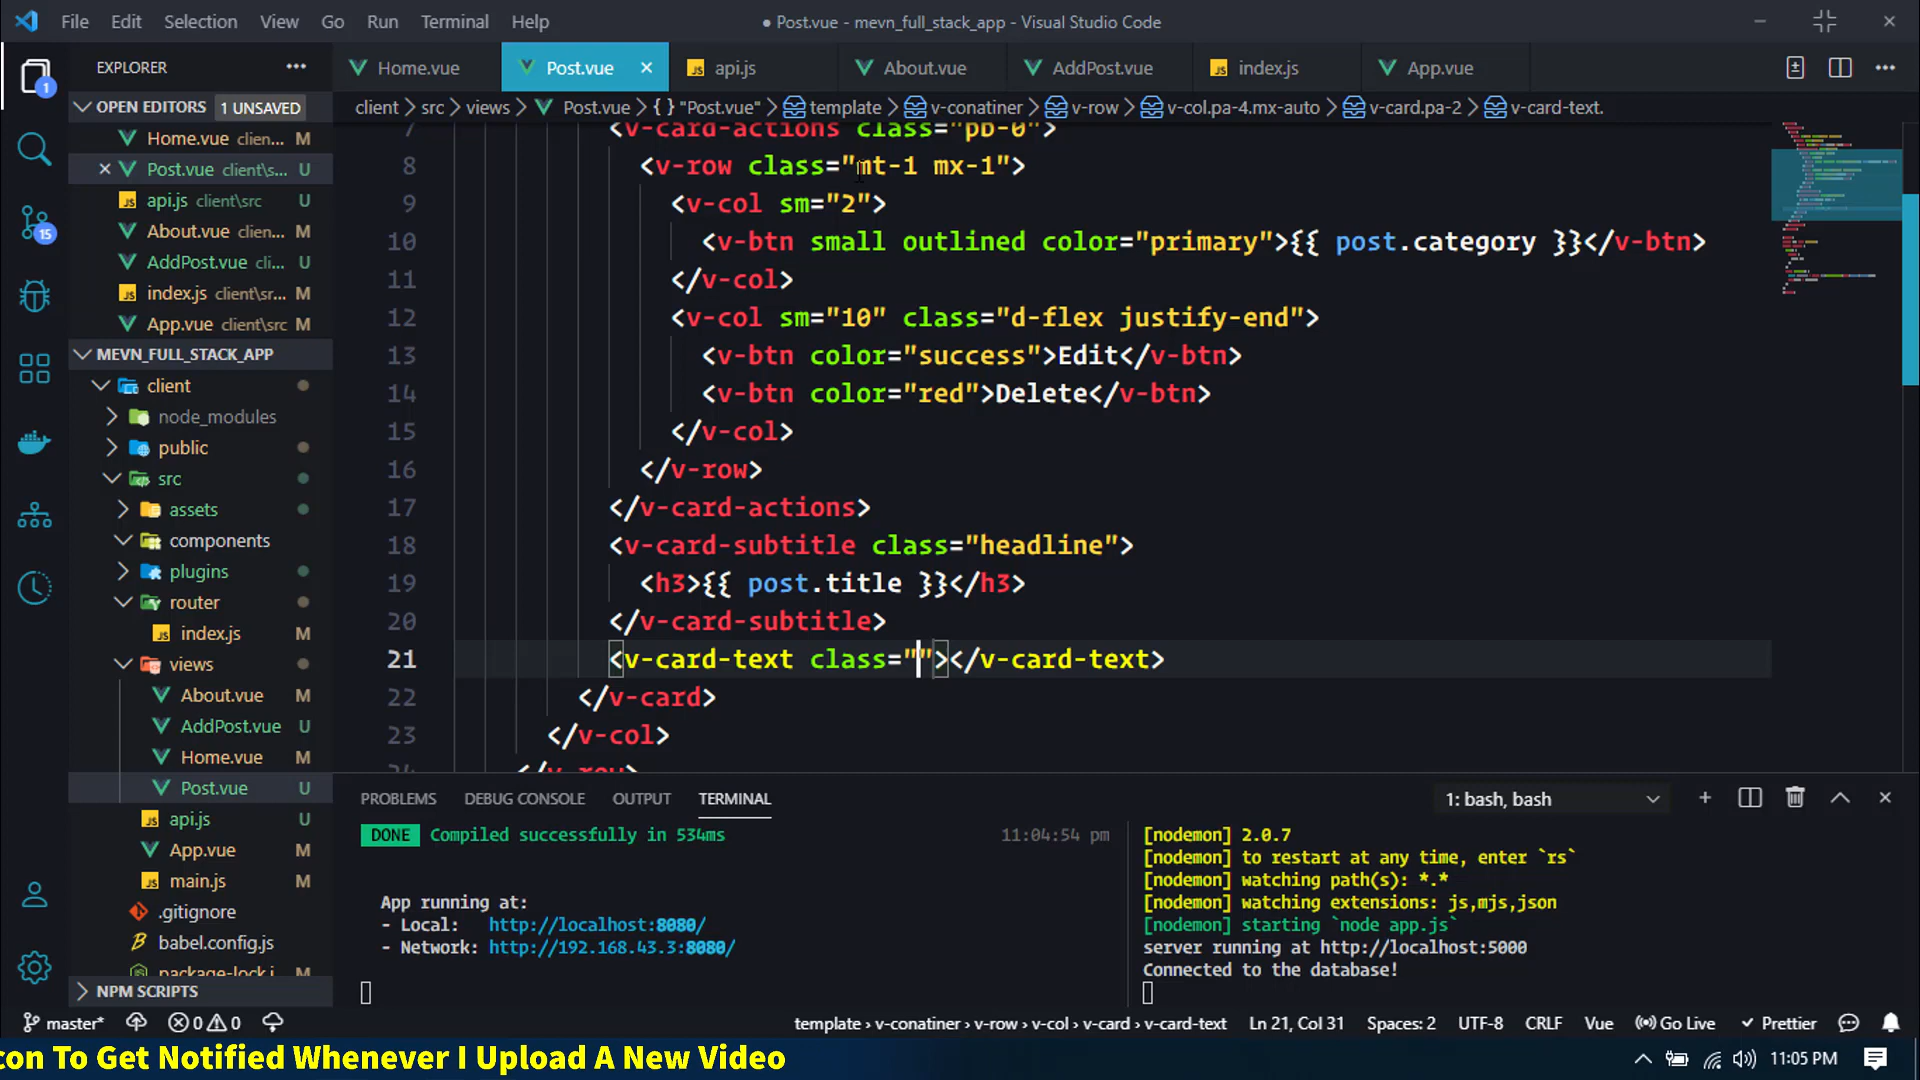 File Edit Selection View Go Run Terminal Help
● Post.vue - mevn_full_stack_app - Visual Studio Code
EXPLORER
Home.vue Post.vue api.js About.vue AddPost.vue index.js App.vue
OPEN EDITORS 1 UNSAVED
client > src > views > Post.vue > {} "Post.vue" > template > v-conatiner > v-row > v-col.pa-4.mx-auto > v-card.pa-2 > v-card-text.
Home.vue clien... M
Post.vue client\s... U
api.js client\src U
About.vue clien... M
AddPost.vue cli... U
index.js client\sr... M
App.vue client\src M
MEVN_FULL_STACK_APP
client
node_modules
public
src
assets
components
plugins
router
index.js M
views
About.vue M
AddPost.vue U
Home.vue M
Post.vue U
api.js U
App.vue M
main.js M
.gitignore
babel.config.js
package-lock.j M
NPM SCRIPTS
1
15
7 <v-card-actions class="pb-0">
8 <v-row class="mt-1 mx-1">
9 <v-col sm="2">
10 <v-btn small outlined color="primary">{{ post.category }}</v-btn>
11 </v-col>
12 <v-col sm="10" class="d-flex justify-end">
13 <v-btn color="success">Edit</v-btn>
14 <v-btn color="red">Delete</v-btn>
15 </v-col>
16 </v-row>
17 </v-card-actions>
18 <v-card-subtitle class="headline">
19 <h3>{{ post.title }}</h3>
20 </v-card-subtitle>
21 <v-card-text class=""></v-card-text>
22 </v-card>
23 </v-col>
24 </v-row>
PROBLEMS DEBUG CONSOLE OUTPUT TERMINAL
1: bash, bash
DONE Compiled successfully in 534ms 11:04:54 pm
App running at:
- Local: http://localhost:8080/
- Network: http://192.168.43.3:8080/
[nodemon] 2.0.7
[nodemon] to restart at any time, enter `rs`
[nodemon] watching path(s): *.*
[nodemon] watching extensions: js,mjs,json
[nodemon] starting `node app.js`
server running at http://localhost:5000
Connected to the database!
master* 0 0
template › v-conatiner › v-row › v-col › v-card › v-card-text Ln 21, Col 31 Spaces: 2 UTF-8 CRLF Vue Go Live Prettier
con To Get Notified Whenever I Upload A New Video
11:05 PM